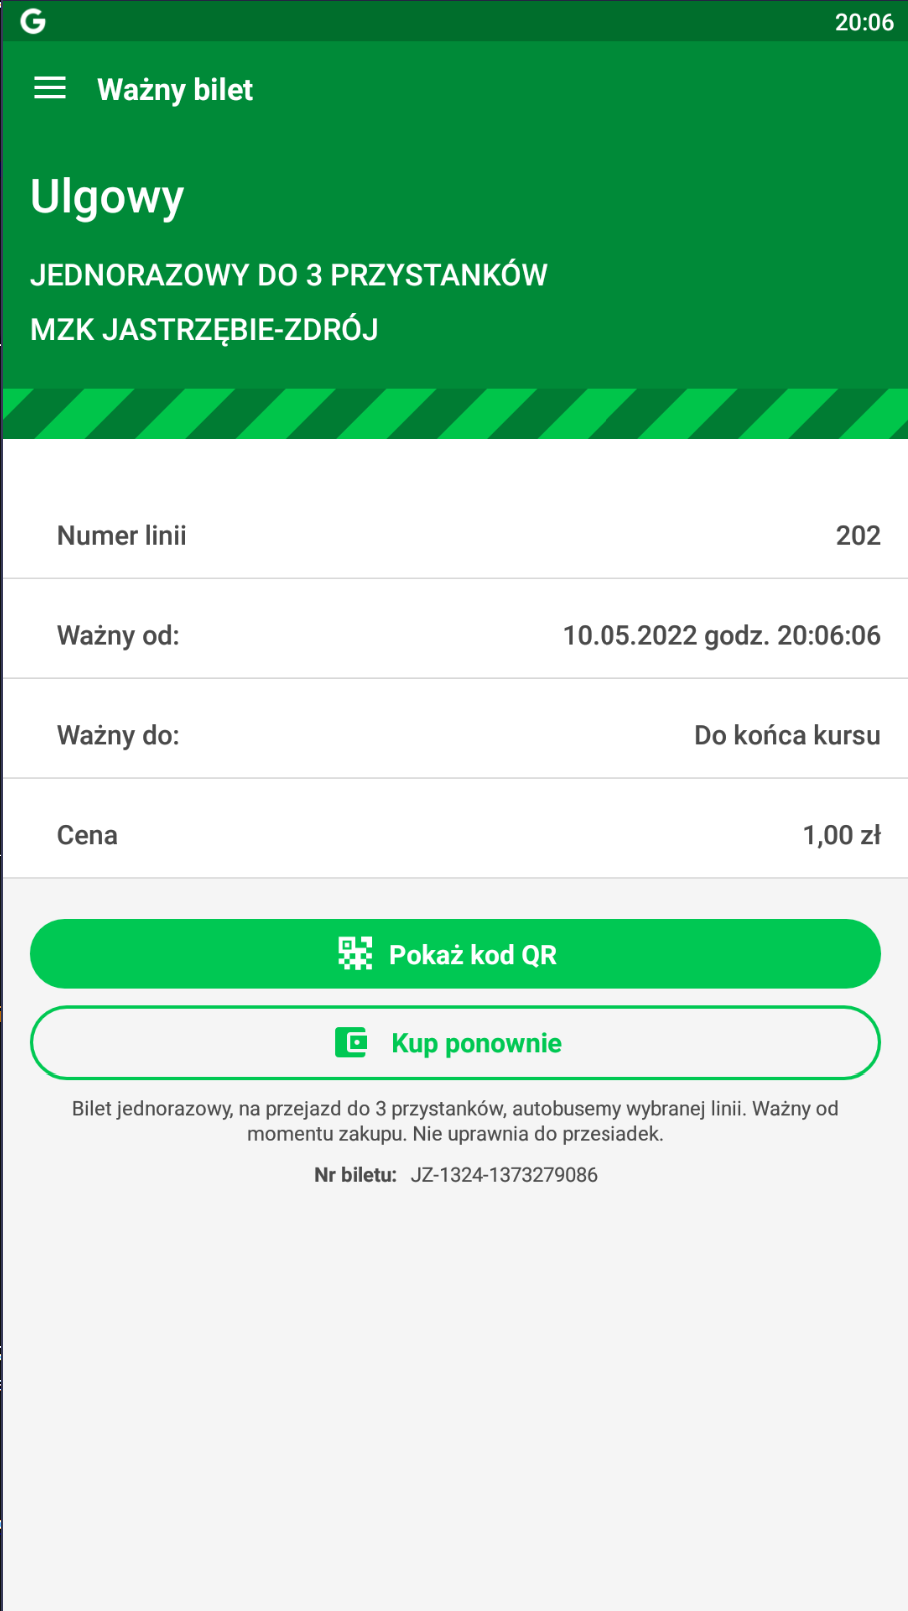 G 20:06
Ważny bilet
Ulgowy
JEDNORAZOWY DO 3 PRZYSTANKÓW
MZK JASTRZĘBIE-ZDRÓJ
Numer linii 202
Ważny od: 10.05.2022 godz. 20:06:06
Ważny do: Do końca kursu
Cena 1,00 zł
Pokaż kod QR
Kup ponownie
Bilet jednorazowy, na przejazd do 3 przystanków, autobusemy wybranej linii. Ważny od
momentu zakupu. Nie uprawnia do przesiadek.
Nr biletu: JZ-1324-1373279086